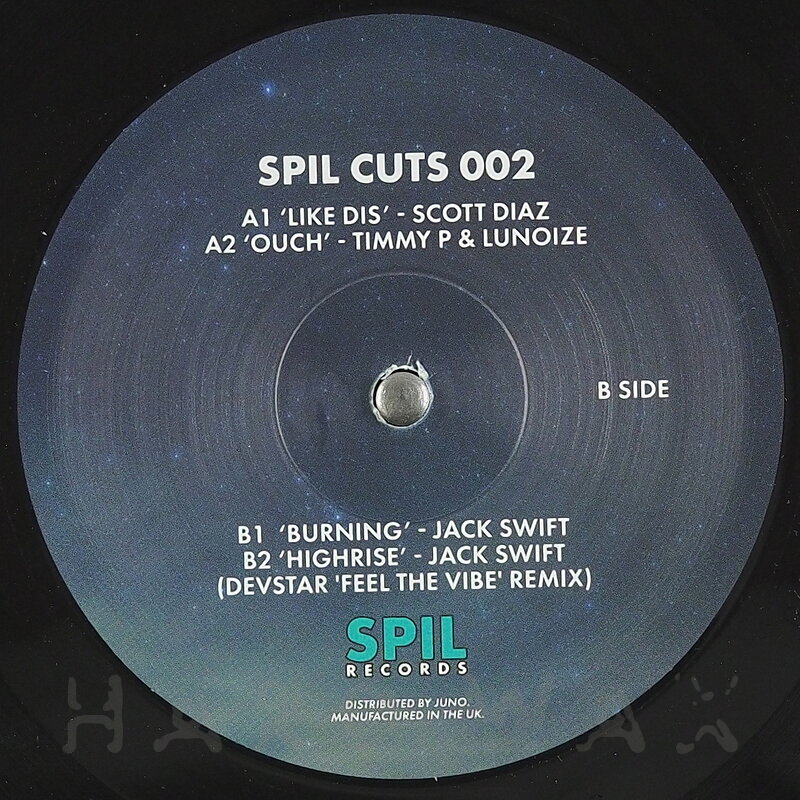 SPIL CUTS 002
A1 'LIKE DIS' - SCOTT DIAZ
A2 'OUCH' - TIMMY P & LUNOIZE
B SIDE
B1 'BURNING' - JACK SWIFT
B2 'HIGHRISE' - JACK SWIFT
(DEVSTAR 'FEEL THE VIBE' REMIX)
SPIL
RECORDS
DISTRIBUTED BY JUNO.
MANUFACTURED IN THE UK.